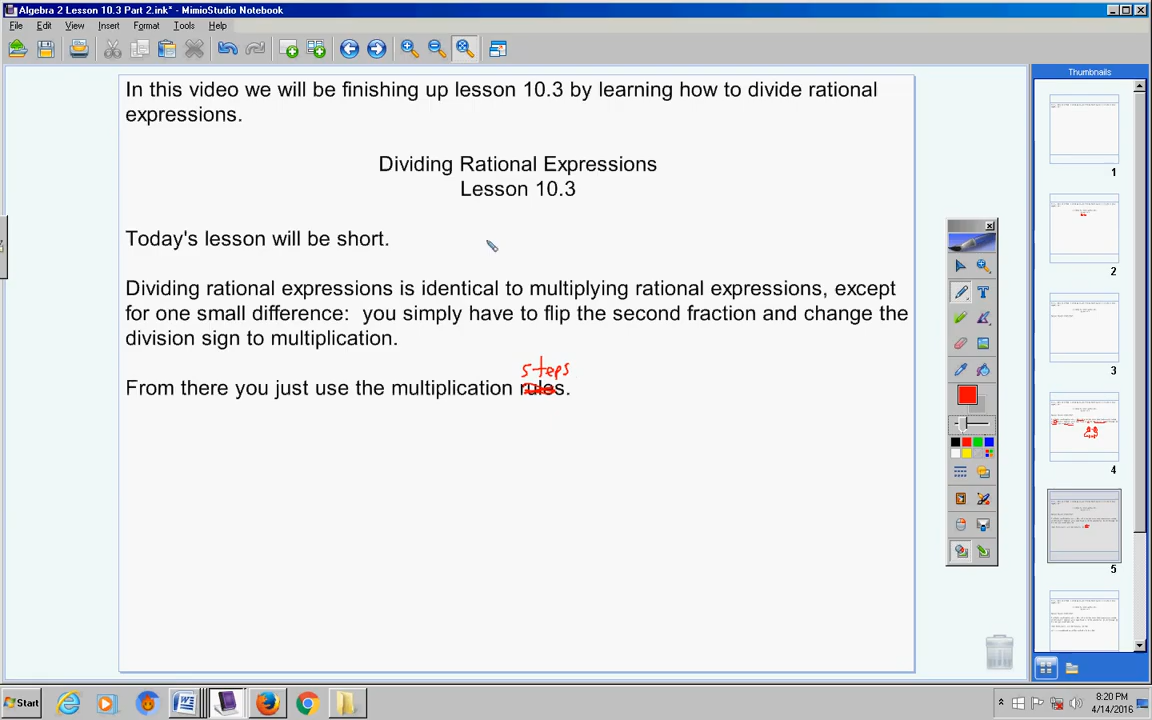 Algebra 2 Lesson 10.3 Part 2.ink* - MimioStudio Notebook
File Edit View Insert Format Tools Help
In this video we will be finishing up lesson 10.3 by learning how to divide rational
expressions.
Dividing Rational Expressions
Lesson 10.3
Today's lesson will be short.
Dividing rational expressions is identical to multiplying rational expressions, except
for one small difference: you simply have to flip the second fraction and change the
division sign to multiplication.
steps
From there you just use the multiplication rules.
Thumbnails
1
2
3
4
5
Start
8:20 PM
4/14/2016